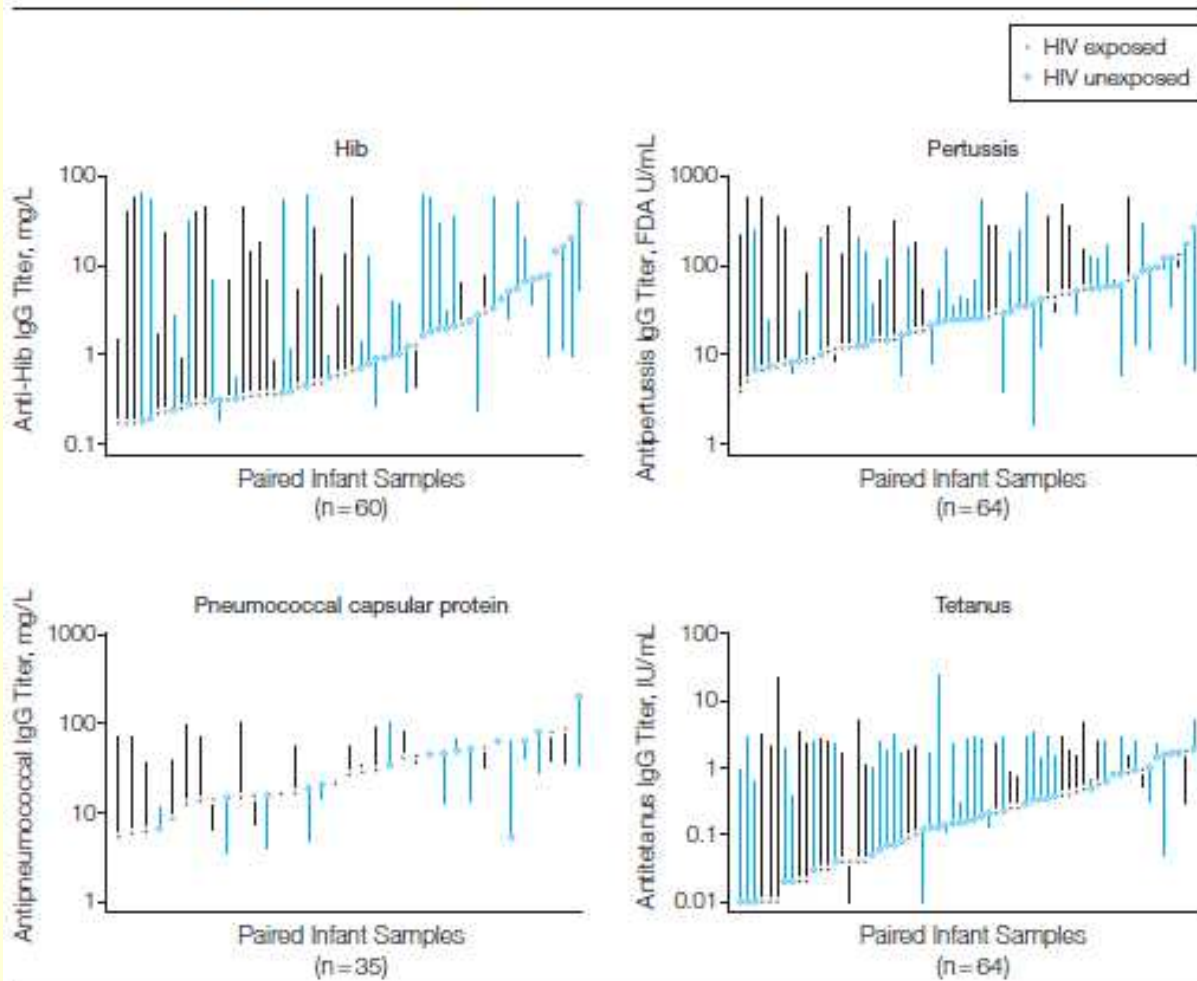 HIV exposed
HIV unexposed
Hib
Anti-Hib IgG Titer, mg/L
100
10
1
0.1
Paired Infant Samples
(n=60)
Pertussis
Antipertussis IgG Titer, FDA U/mL
1000
100
10
1
Paired Infant Samples
(n=64)
Pneumococcal capsular protein
Antipneumococcal IgG Titer, mg/L
1000
100
10
1
Paired Infant Samples
(n=35)
Tetanus
Antitetanus IgG Titer, IU/mL
100
10
1
0.1
0.01
Paired Infant Samples
(n=64)